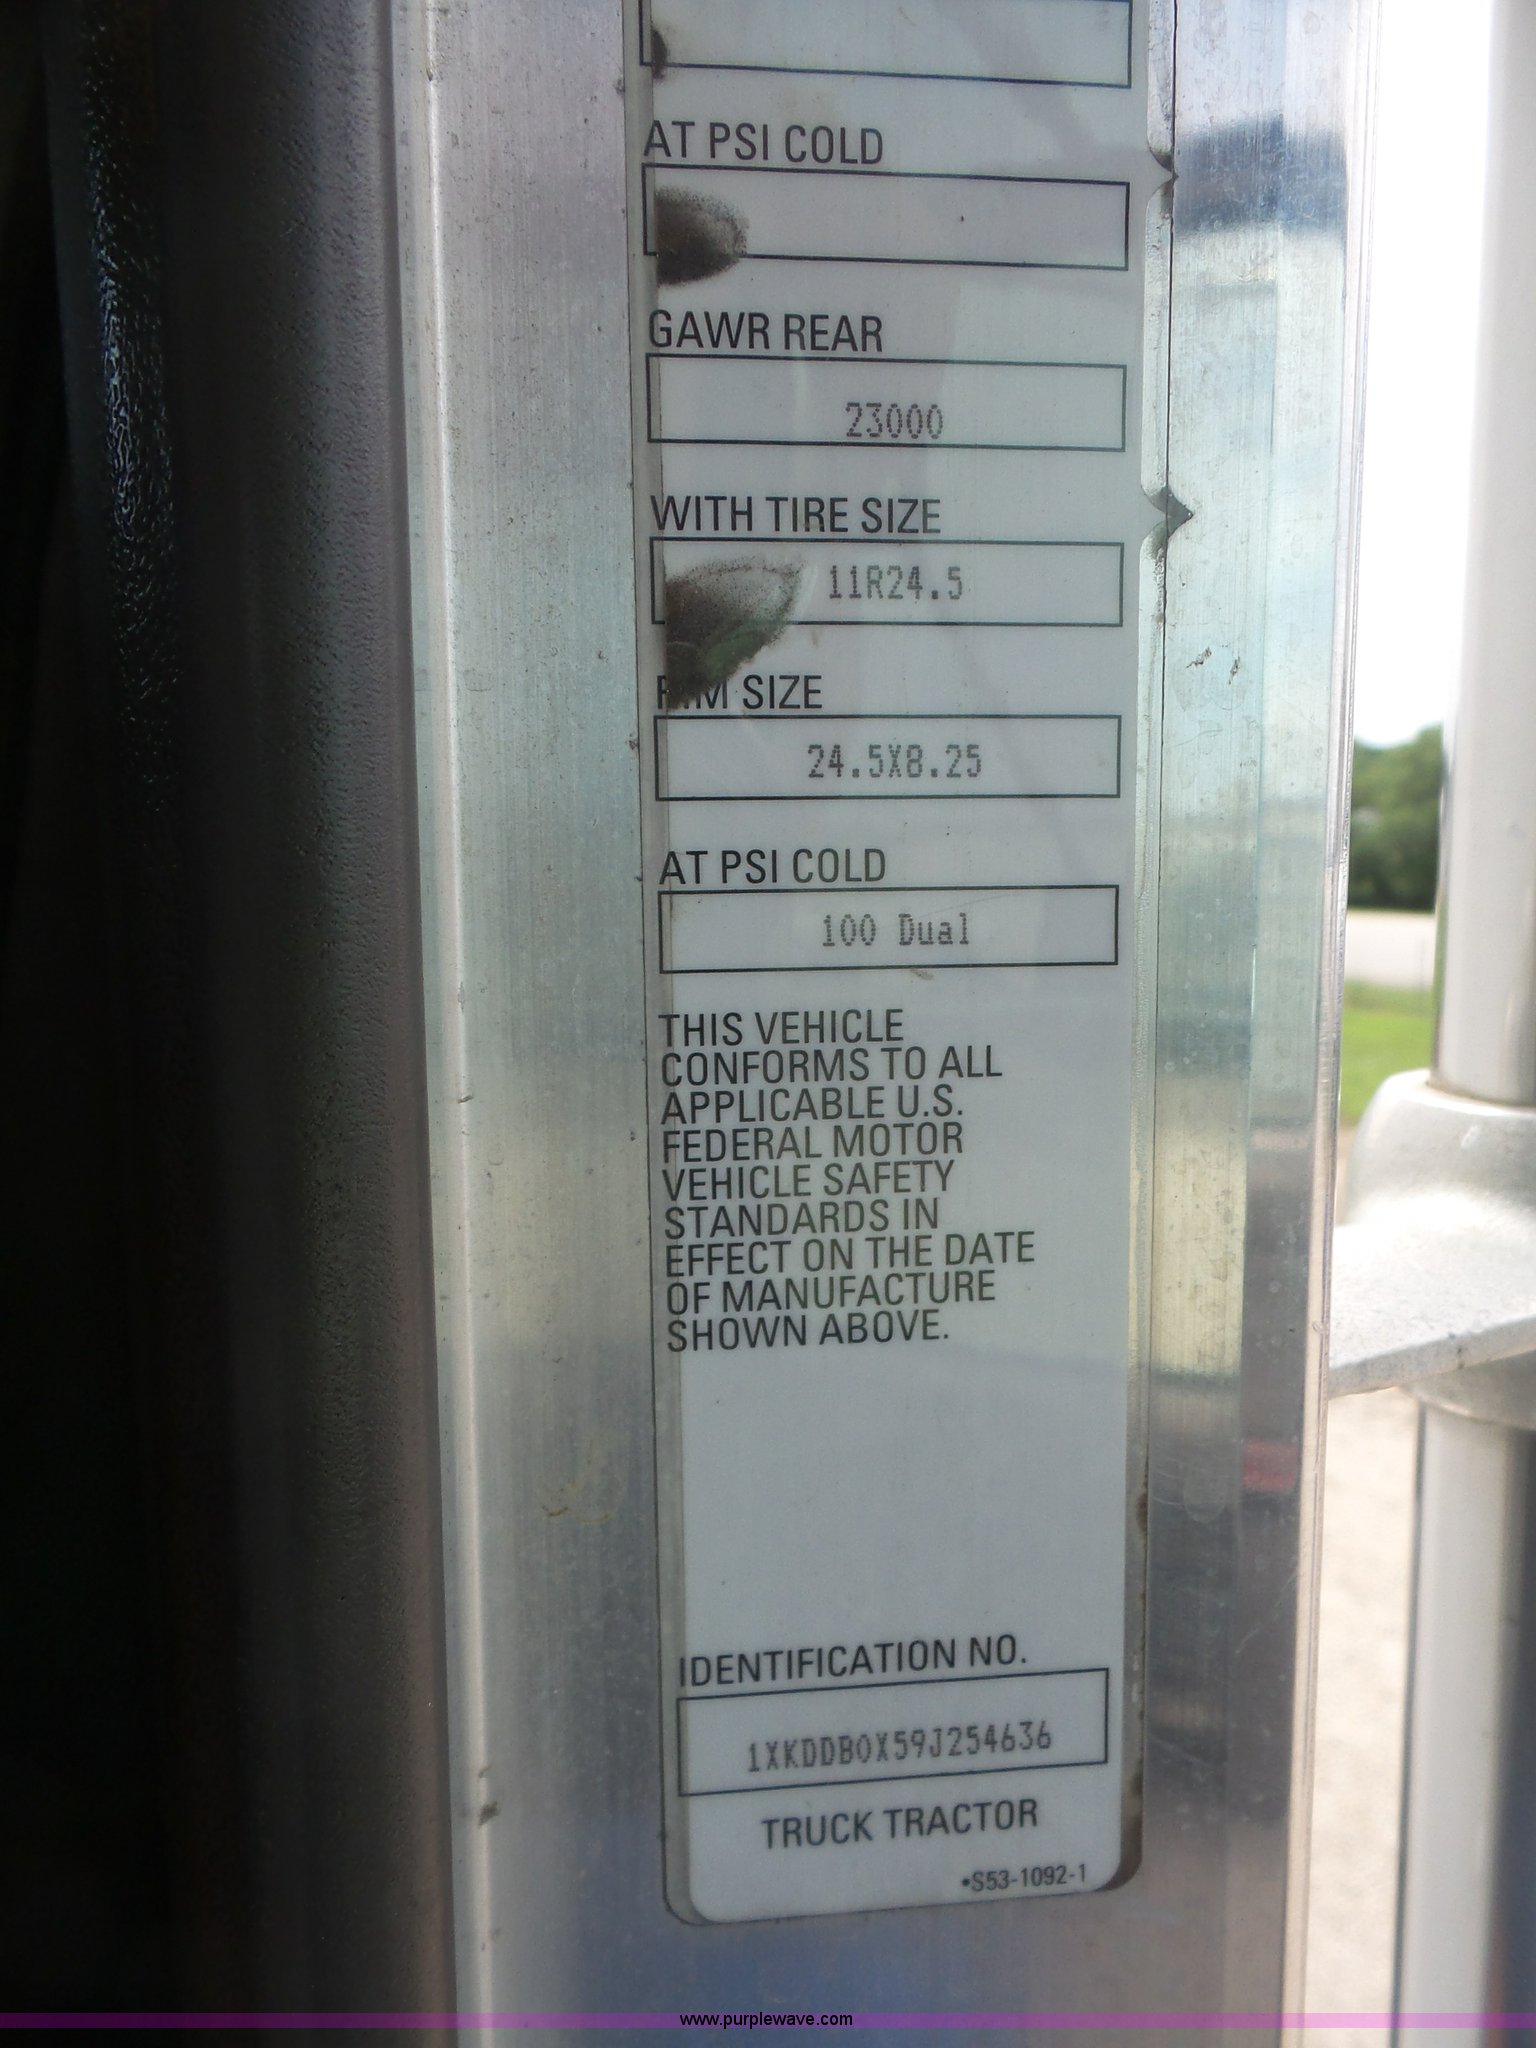 AT PSI COLD
GAWR REAR
23000
WITH TIRE SIZE
11R24.5
RIM SIZE
24.5X8.25
AT PSI COLD
100 Dual
THIS VEHICLE
CONFORMS TO ALL
APPLICABLE U.S.
FEDERAL MOTOR
VEHICLE SAFETY
STANDARDS IN
EFFECT ON THE DATE
OF MANUFACTURE
SHOWN ABOVE.
IDENTIFICATION NO.
1XKDDB0X59J254636
TRUCK TRACTOR
•S53-1092-1
www.purplewave.com